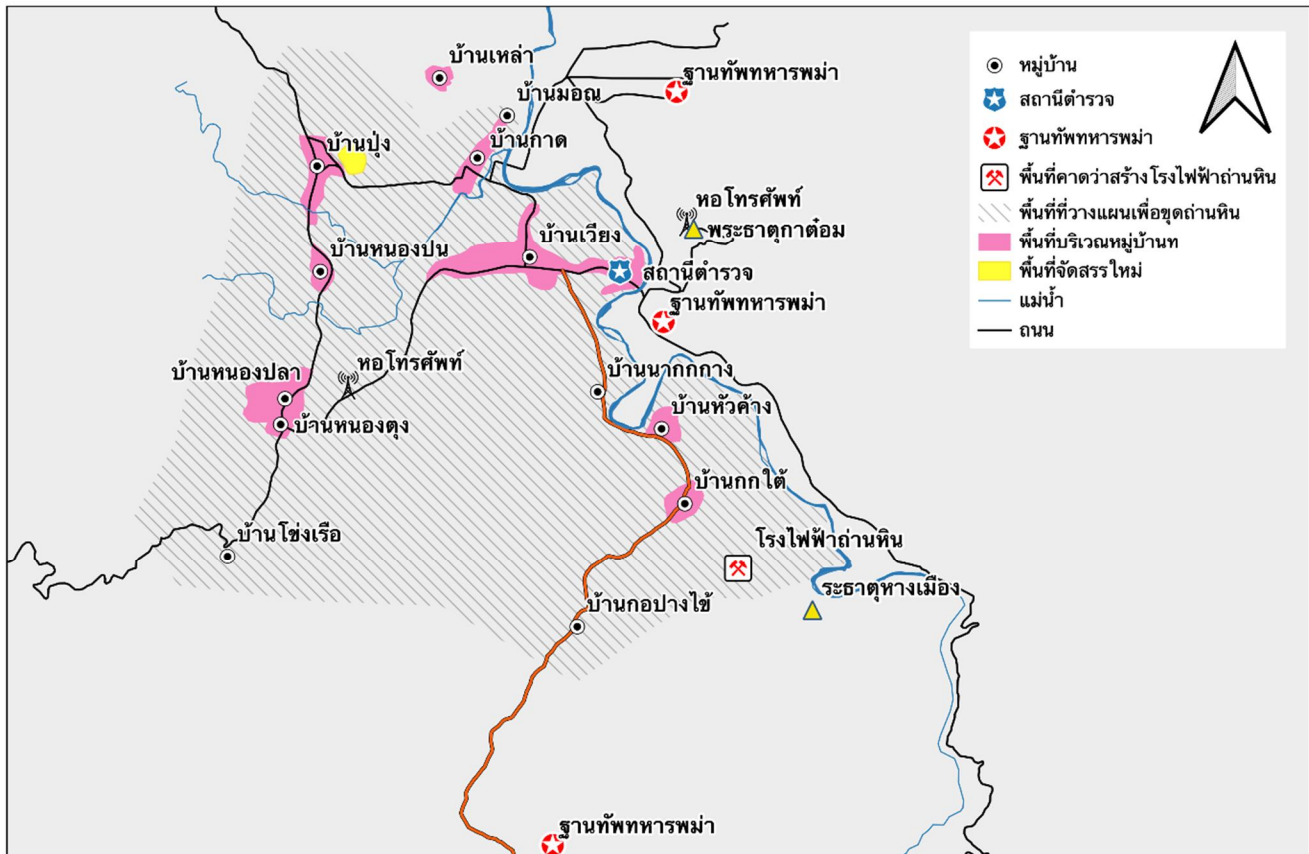 บ้านเหล่า
ฐานทัพทหารพม่า
บ้านมอญ
บ้านกาด
บ้านปุ่ง
หอโทรศัพท์
พระธาตุกาต๋อม
บ้านเวียง
บ้านหนองปน
สถานีตำรวจ
ฐานทัพทหารพม่า
หอโทรศัพท์
บ้านหนองปลา
บ้านนากกกาง
บ้านหัวค้าง
บ้านหนองตุง
บ้านกกใต้
บ้านโข่งเรือ
โรงไฟฟ้าถ่านหิน
ระธาตุหางเมือง
บ้านกอปางไข้
ฐานทัพทหารพม่า
หมู่บ้าน
สถานีตำรวจ
ฐานทัพทหารพม่า
พื้นที่คาดว่าสร้างโรงไฟฟ้าถ่านหิน
พื้นที่ที่วางแผนเพื่อขุดถ่านหิน
พื้นที่บริเวณหมู่บ้านท
พื้นที่จัดสรรใหม่
แม่น้ำ
ถนน